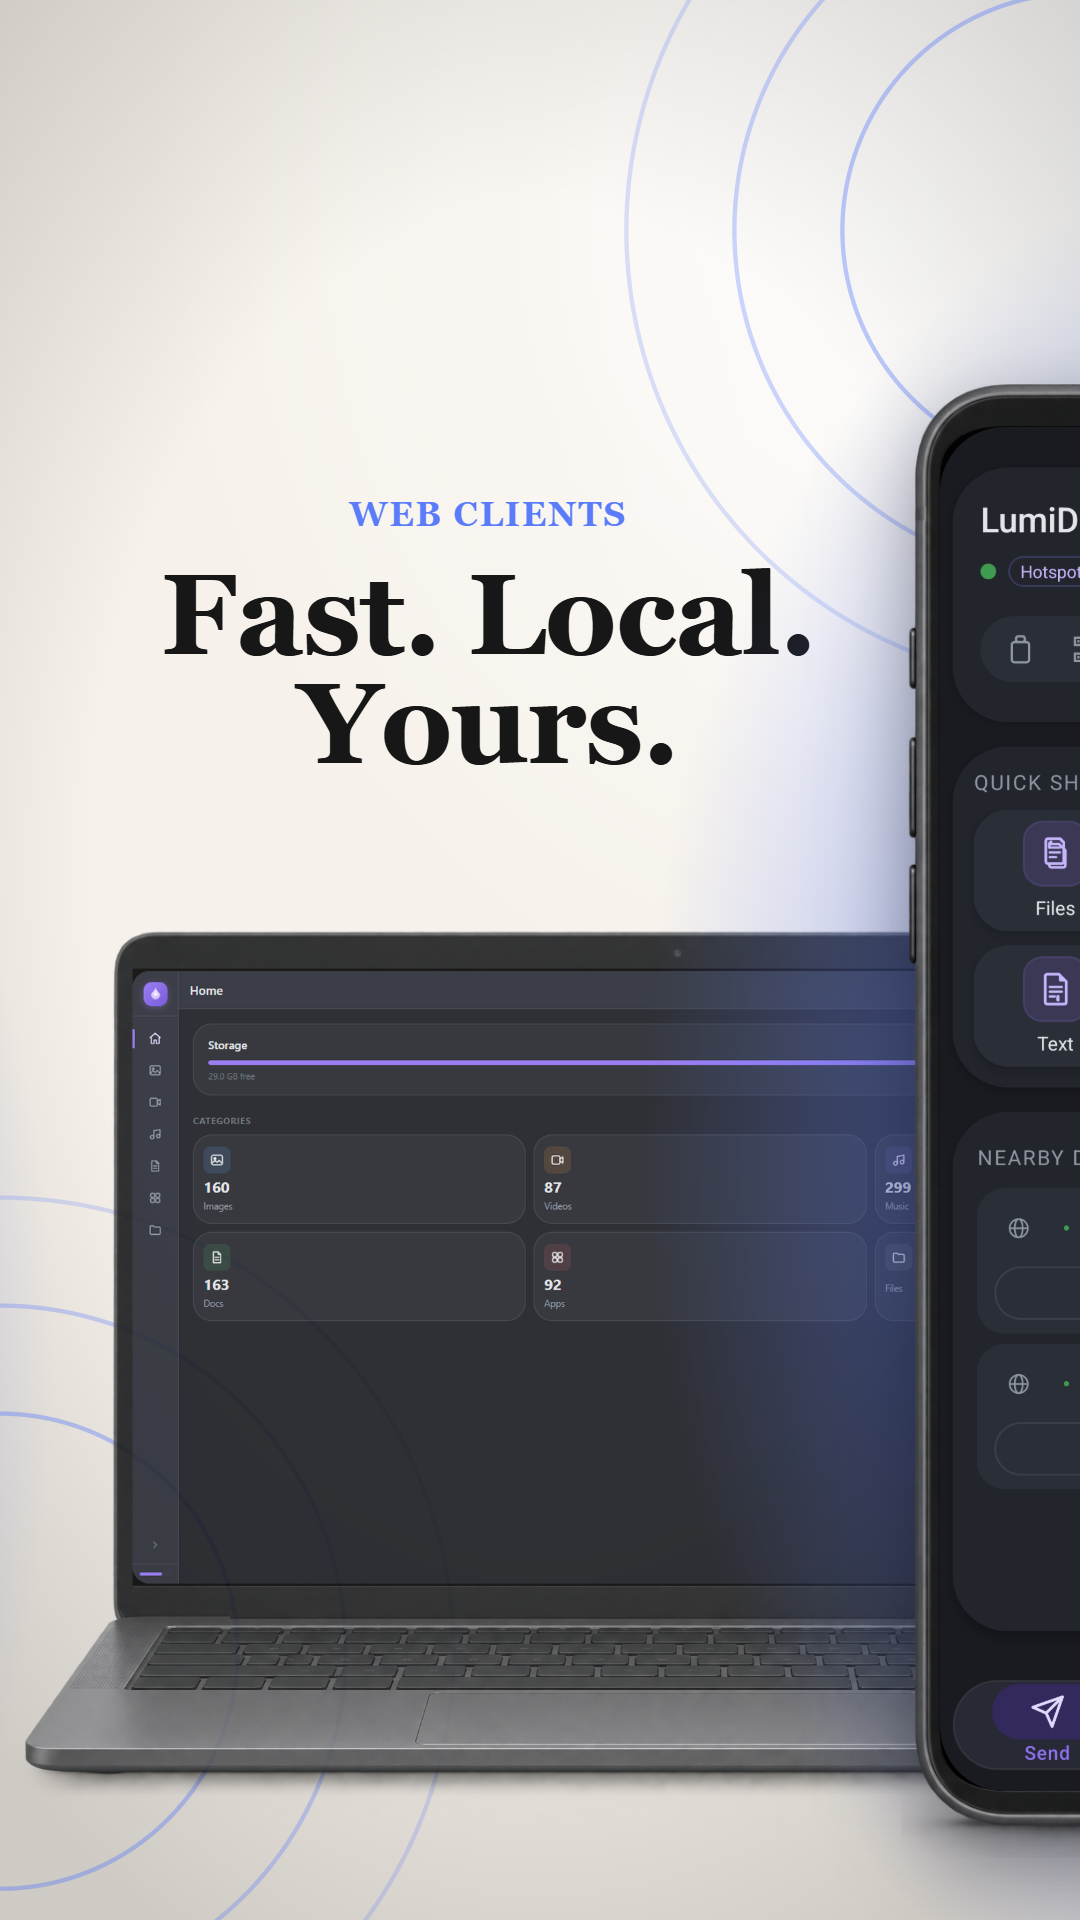 WEB CLIENTS
Fast. Local.
Yours.
Home
Storage
29.0 GB free
CATEGORIES
160
Images
87
Videos
299
Music
163
Docs
92
Apps
Files
LumiD
Hotspot
QUICK SH
Files
Text
NEARBY D
Send